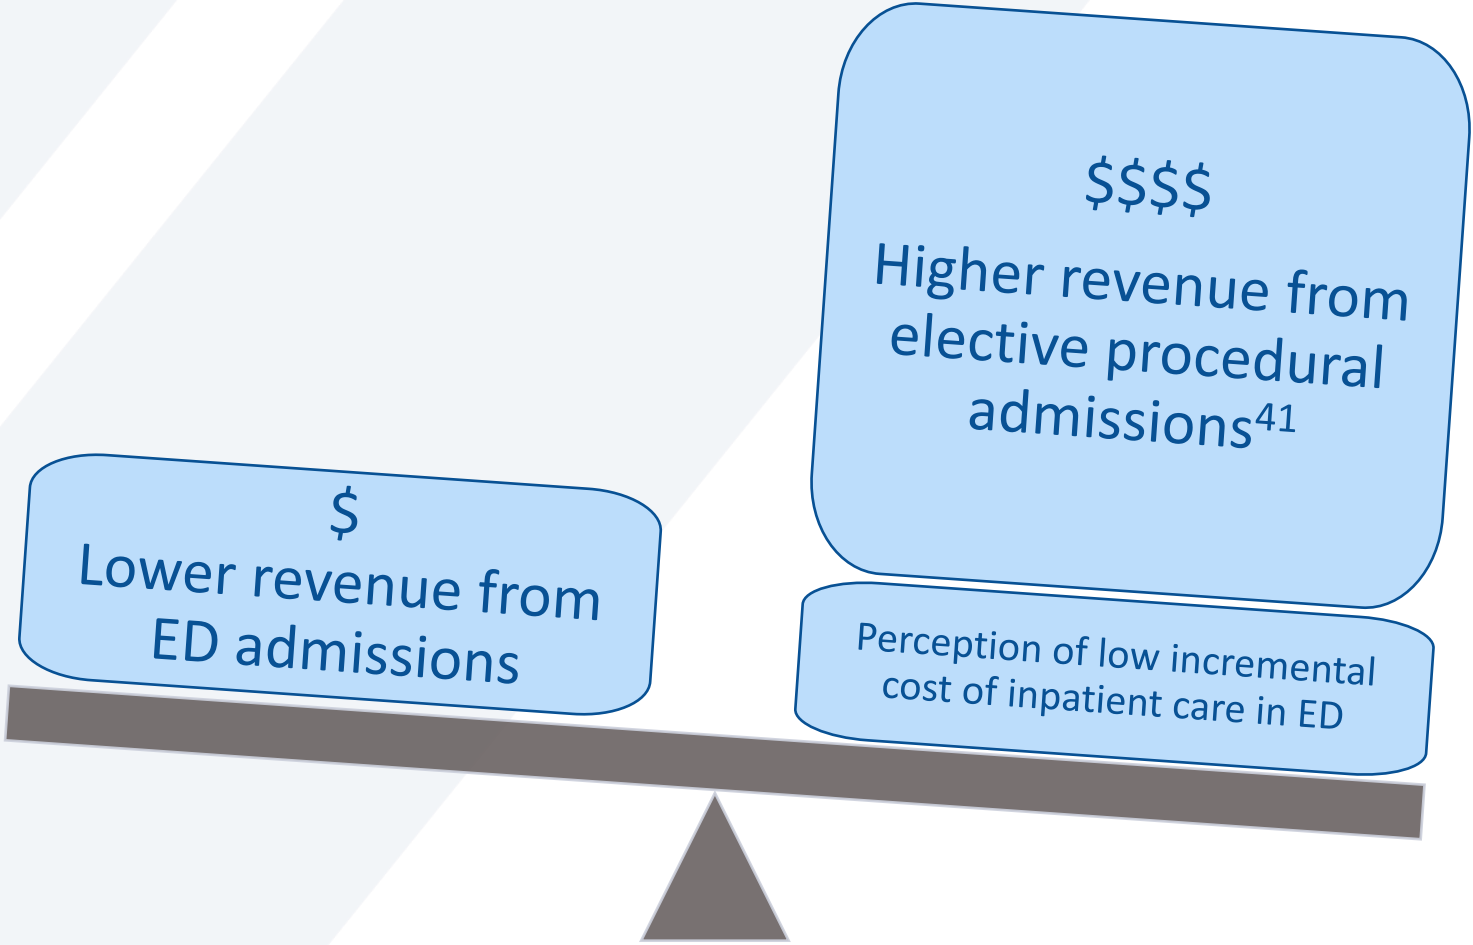 $
Lower revenue from
ED admissions
$$$$
Higher revenue from
elective procedural
admissions⁴¹
Perception of low incremental
cost of inpatient care in ED